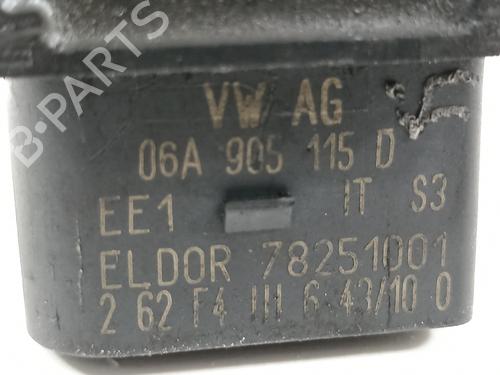 B-PARTS
VW AG
06A 905 115 D
EE1 IT S3
ELDOR 78251001
2 62 F4 III 6 43/10 0